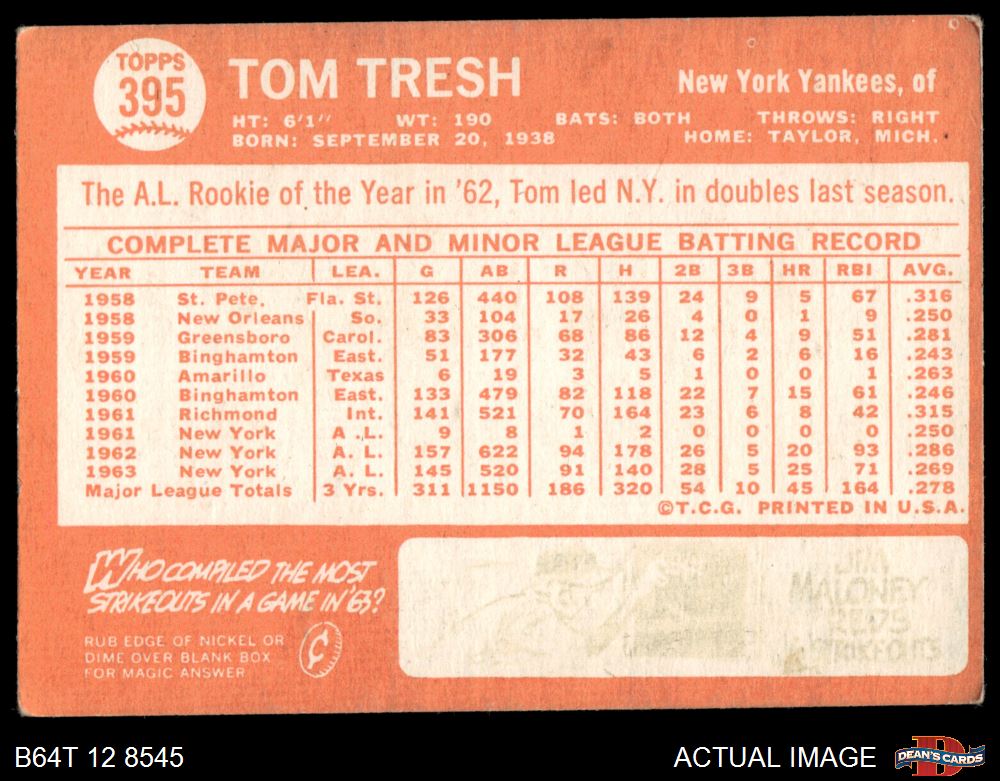 TOPPS
395
TOM TRESH
New York Yankees, of
HT: 6'1" WT: 190 BATS: BOTH THROWS: RIGHT
BORN: SEPTEMBER 20, 1938 HOME: TAYLOR, MICH.
The A.L. Rookie of the Year in '62, Tom led N.Y. in doubles last season.
COMPLETE MAJOR AND MINOR LEAGUE BATTING RECORD
YEAR TEAM LEA. G AB R H 2B 3B HR RBI AVG.
1958 St. Pete. Fla. St. 126 440 108 139 24 9 5 67 .316
1958 New Orleans So. 33 104 17 26 4 0 1 9 .250
1959 Greensboro Carol. 83 306 68 86 12 4 9 51 .281
1959 Binghamton East. 51 177 32 43 6 2 6 16 .243
1960 Amarillo Texas 6 19 3 5 1 0 0 1 .263
1960 Binghamton East. 133 479 82 118 22 7 15 61 .246
1961 Richmond Int. 141 521 70 164 23 6 8 42 .315
1961 New York A.L. 9 8 1 2 0 0 0 0 .250
1962 New York A. L. 157 622 94 178 26 5 20 93 .286
1963 New York A. L. 145 520 91 140 28 5 25 71 .269
Major League Totals 3 Yrs. 311 1150 186 320 54 10 45 164 .278
©T.C.G. PRINTED IN U.S.A.
WHO COMPILED THE MOST
STRIKEOUTS IN A GAME IN '63?
RUB EDGE OF NICKEL OR
DIME OVER BLANK BOX
FOR MAGIC ANSWER
¢
JIM
MALONEY
REDS
STRIKEOUTS
B64T 12 8545
ACTUAL IMAGE
DEAN'S CARDS